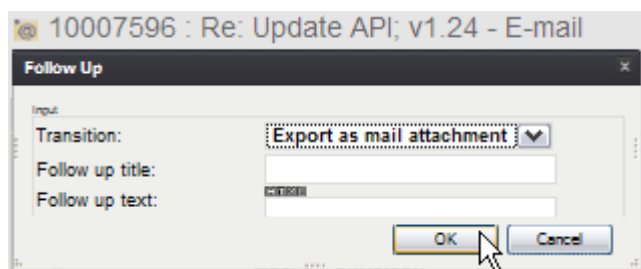 10007596 : Re: Update API; v1.24 - E-mail
Follow Up
Input
Transition: Export as mail attachment
Follow up title:
Follow up text:
HTML
OK Cancel